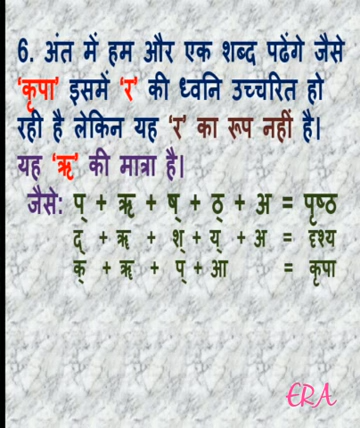 6. अंत में हम और एक शब्द पढेंगे जैसे
'कृपा' इसमें 'र' की ध्वनि उच्चरित हो
रही है लेकिन यह 'र' का रूप नहीं है।
यह 'ऋ' की मात्रा है।
जैसे: प् + ऋ + ष् + ठ् + अ = पृष्ठ
द् + ऋ + श् + य् + अ = दृश्य
क् + ऋ + प् + आ = कृपा
ERA